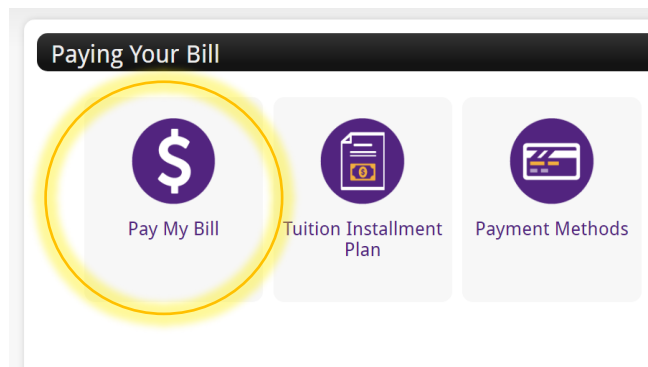 Paying Your Bill
$
Pay My Bill
$
Tuition Installment
Plan
Payment Methods